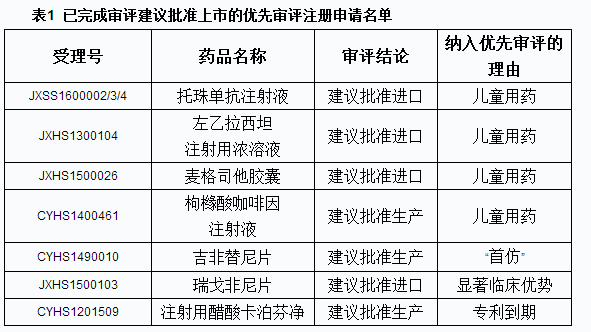 表1 已完成审评建议批准上市的优先审评注册申请名单
受理号 药品名称 审评结论 纳入优先审评的
理由
JXSS1600002/3/4 托珠单抗注射液 建议批准进口 儿童用药
JXHS1300104 左乙拉西坦
注射用浓溶液 建议批准进口 儿童用药
JXHS1500026 麦格司他胶囊 建议批准进口 儿童用药
CYHS1400461 枸橼酸咖啡因
注射液 建议批准生产 儿童用药
CYHS1490010 吉非替尼片 建议批准生产 “首仿”
JXHS1500103 瑞戈非尼片 建议批准进口 显著临床优势
CYHS1201509 注射用醋酸卡泊芬净 建议批准生产 专利到期